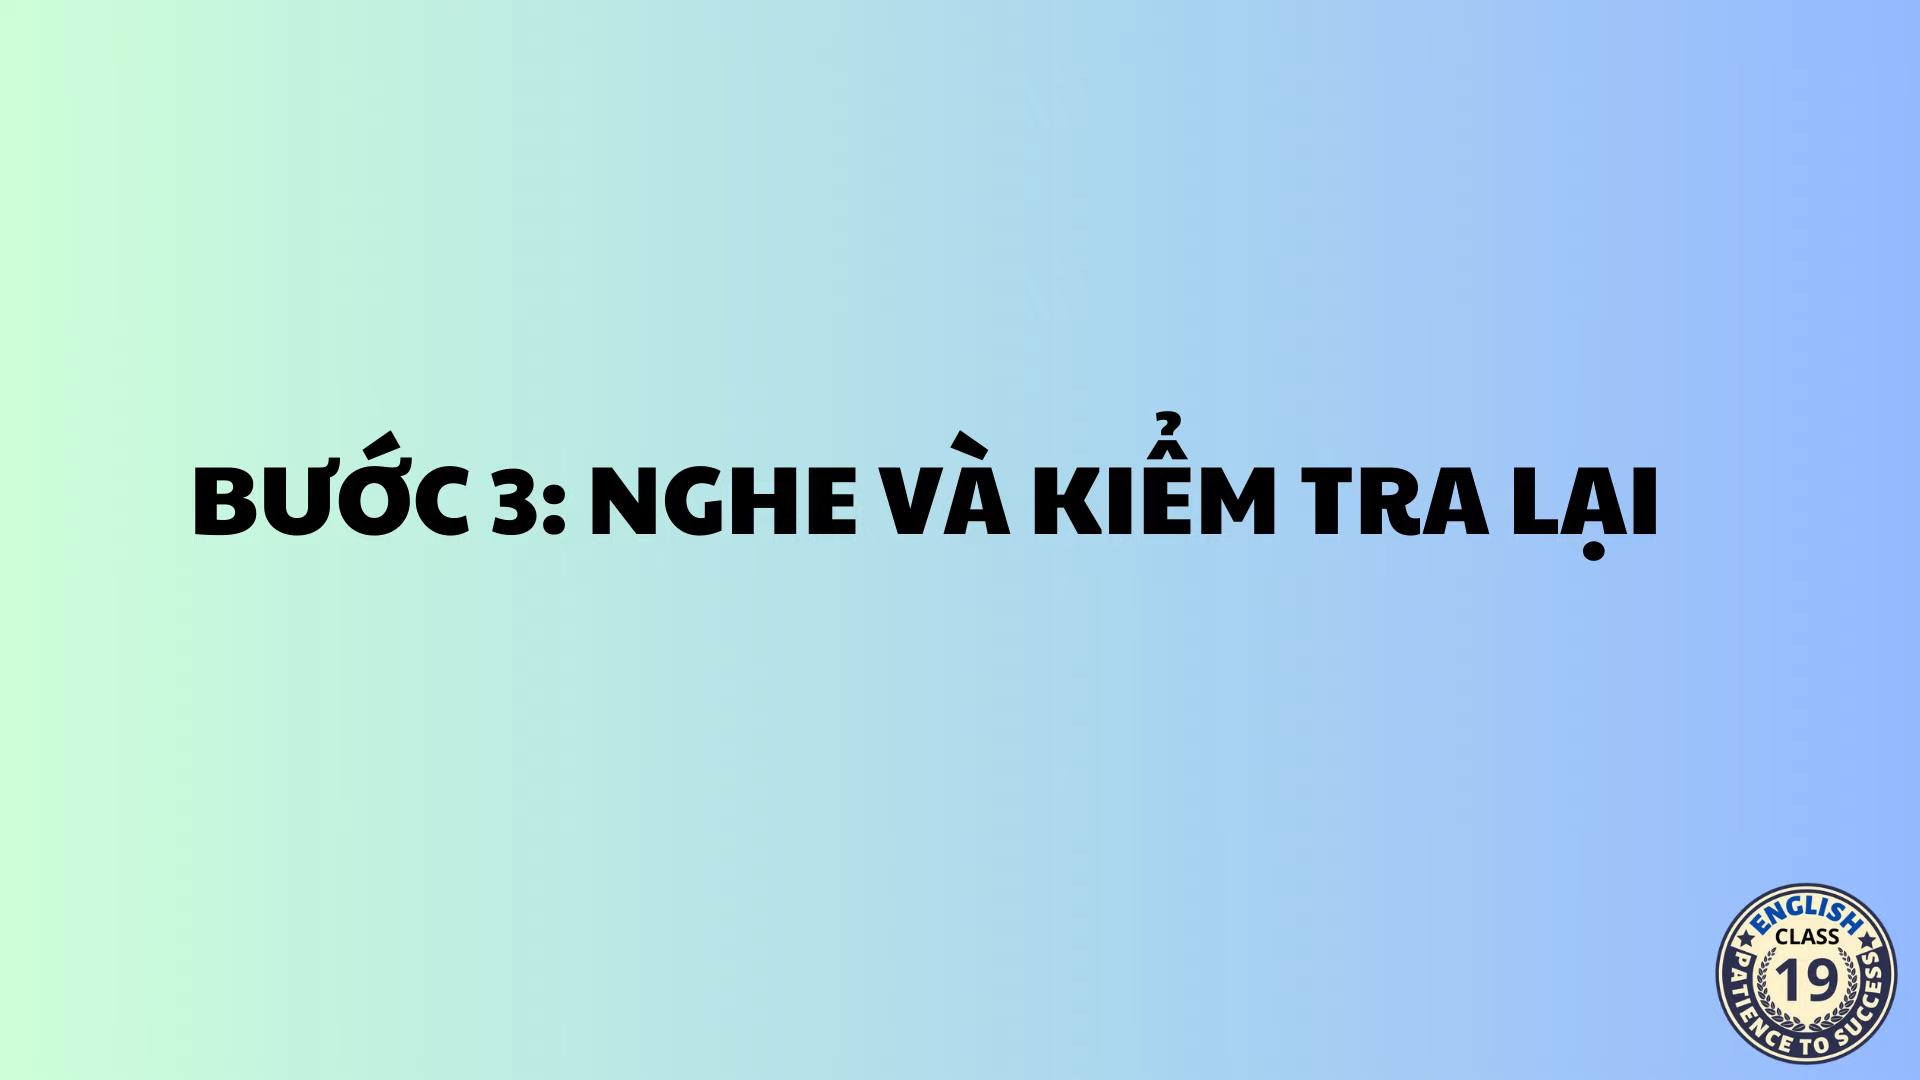 BƯỚC 3: NGHE VÀ KIỂM TRA LẠI
ENGLISH
CLASS
19
PATIENCE TO SUCCESS